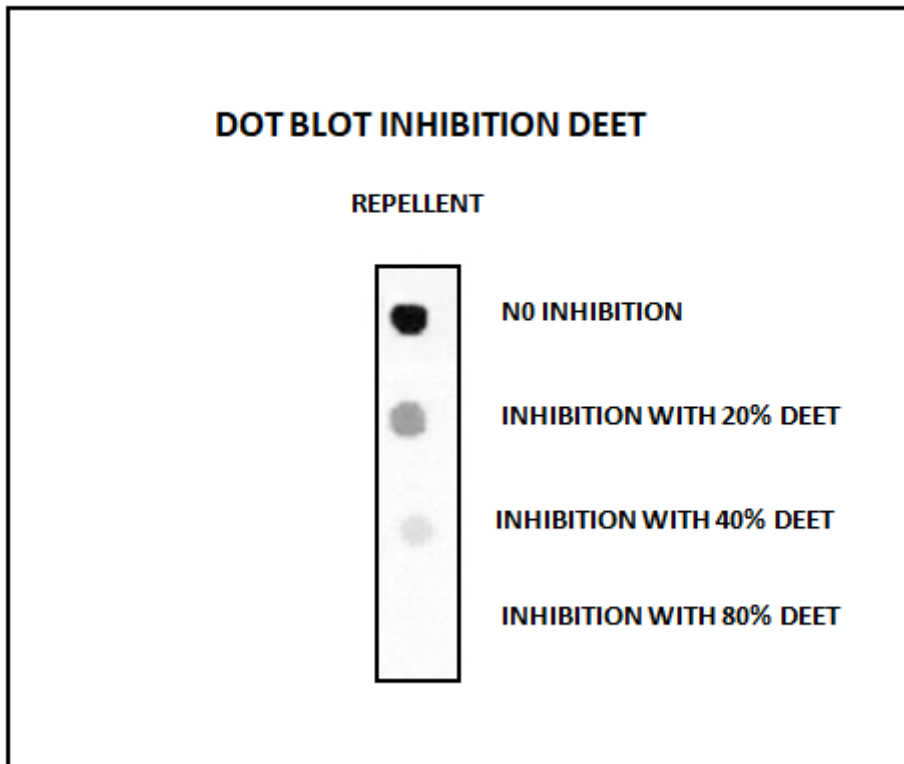 DOT BLOT INHIBITION DEET
REPELLENT
N0 INHIBITION
INHIBITION WITH 20% DEET
INHIBITION WITH 40% DEET
INHIBITION WITH 80% DEET